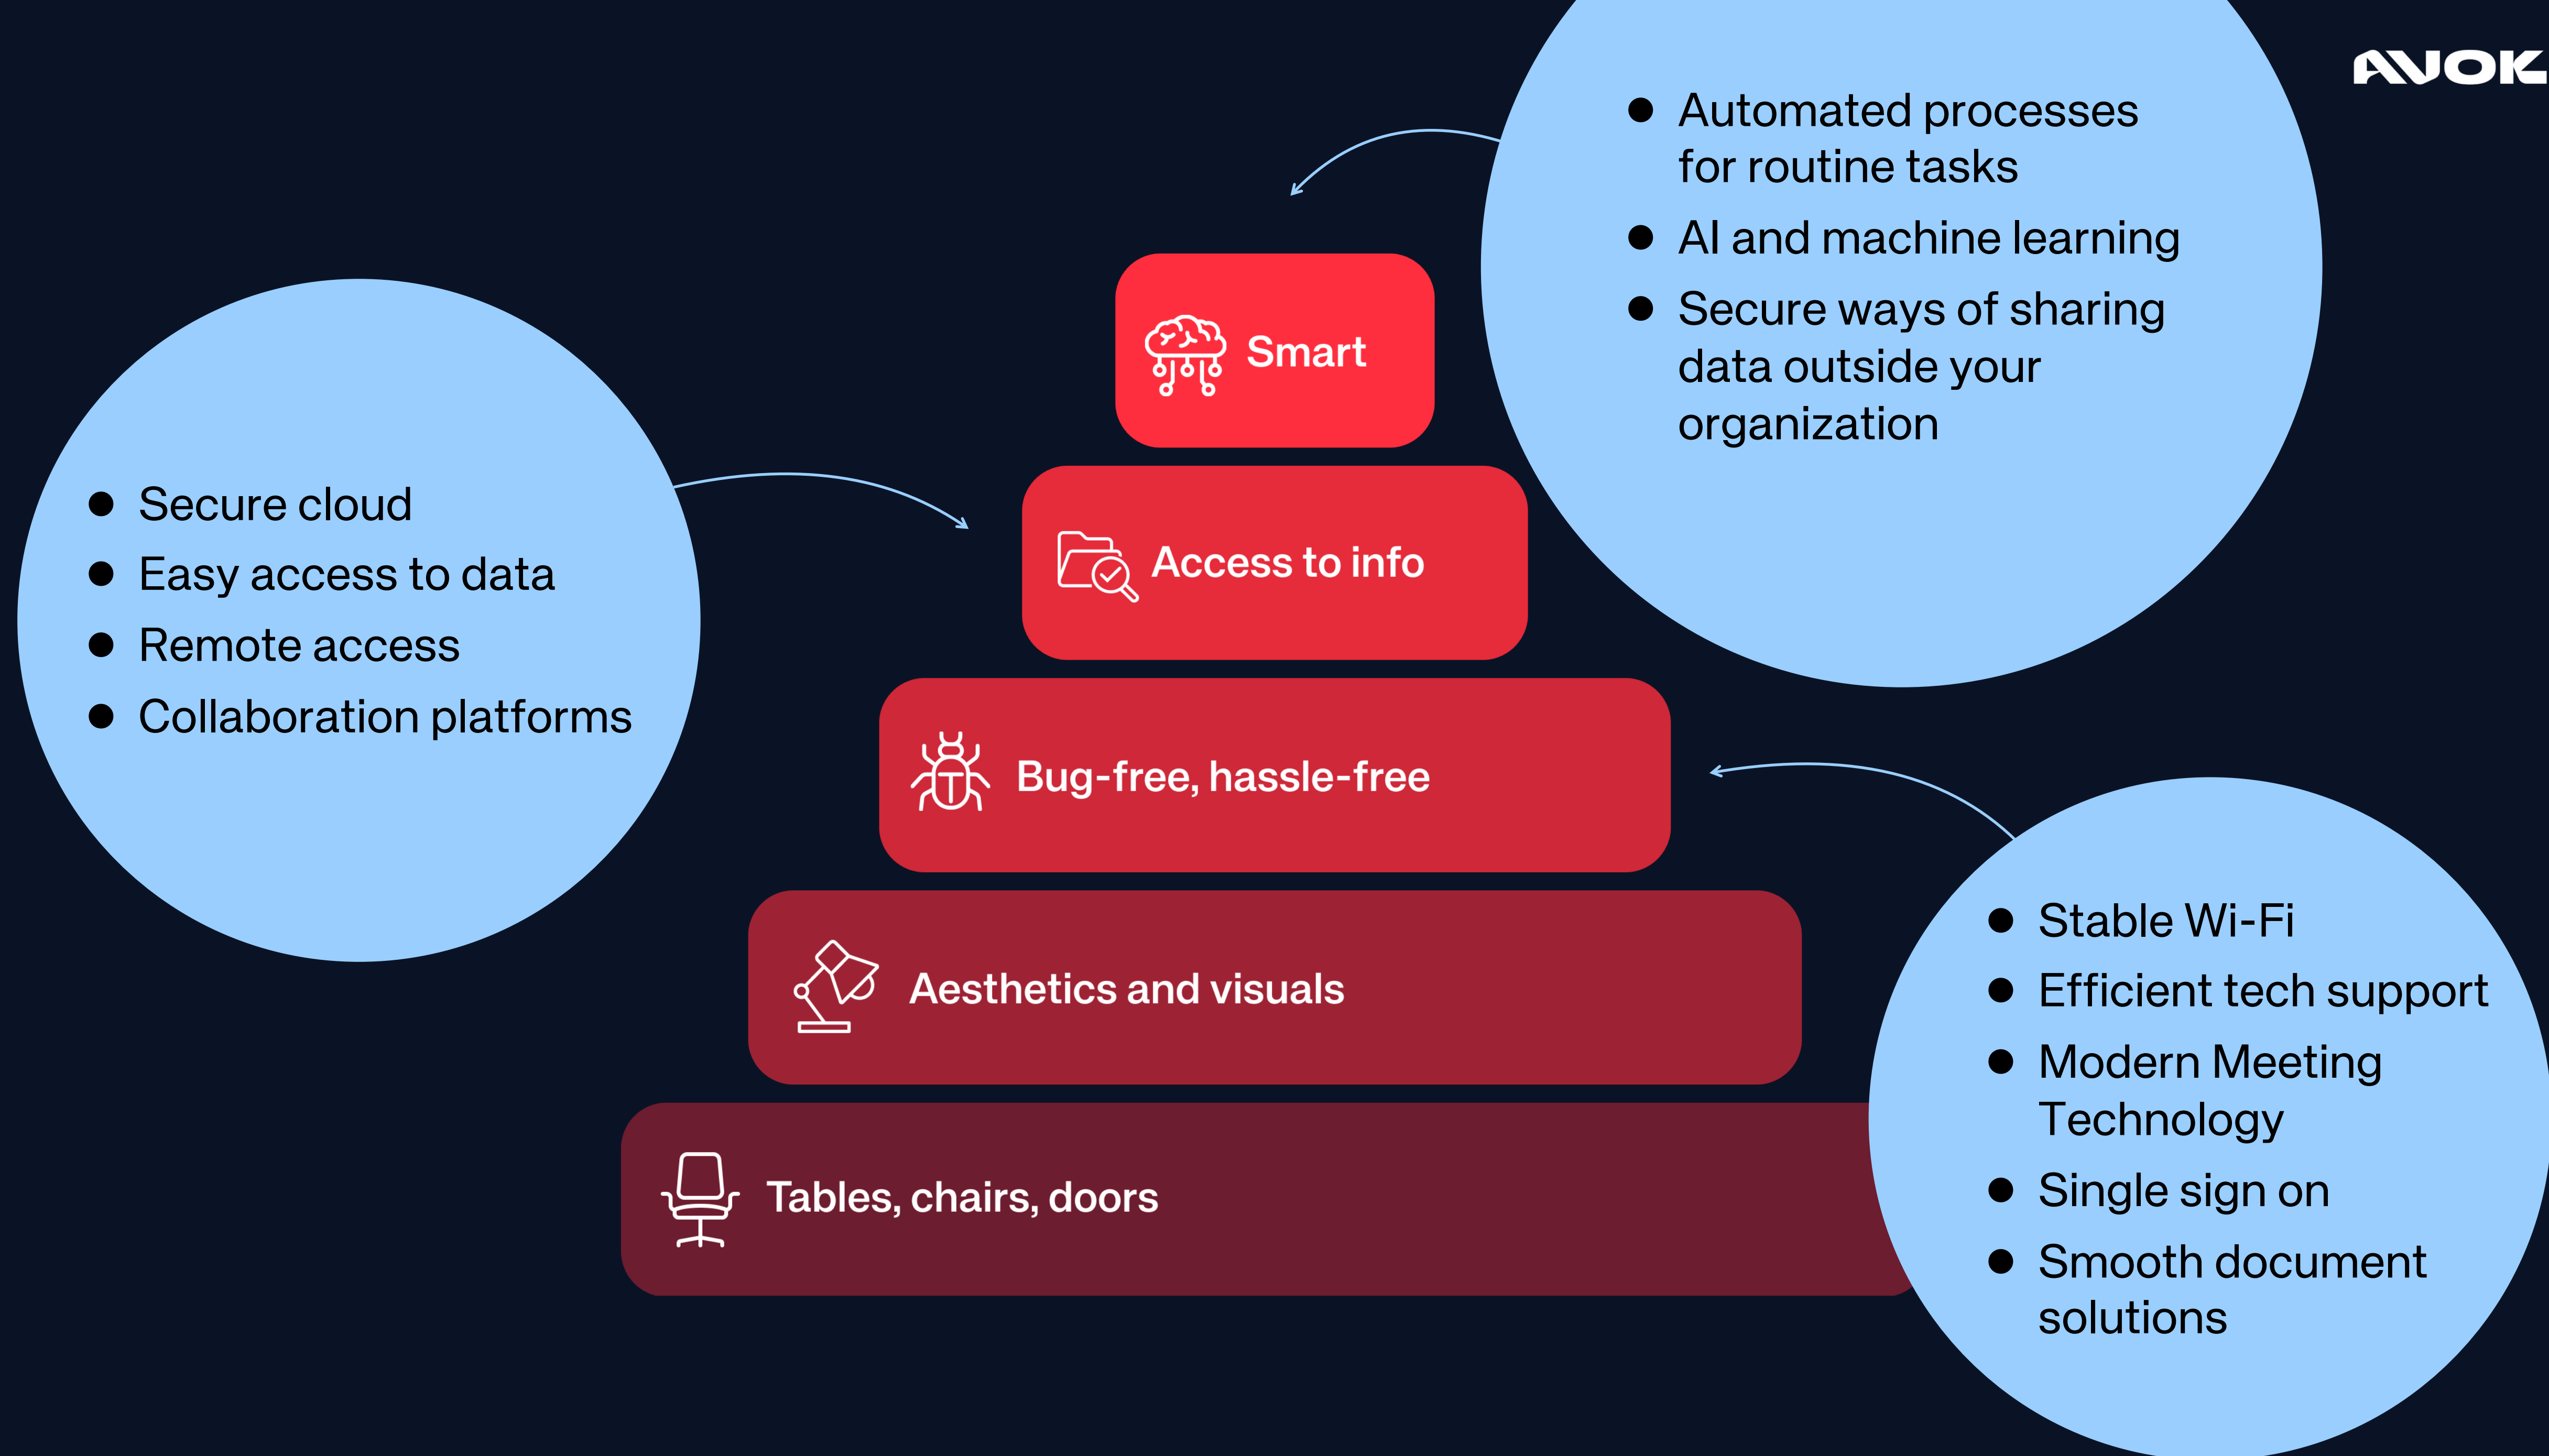 AVOK
● Automated processes
for routine tasks
● AI and machine learning
● Secure ways of sharing
data outside your
organization
Smart
● Secure cloud
● Easy access to data
● Remote access
● Collaboration platforms
Access to info
Bug-free, hassle-free
● Stable Wi-Fi
● Efficient tech support
● Modern Meeting
Technology
● Single sign on
● Smooth document
solutions
Aesthetics and visuals
Tables, chairs, doors